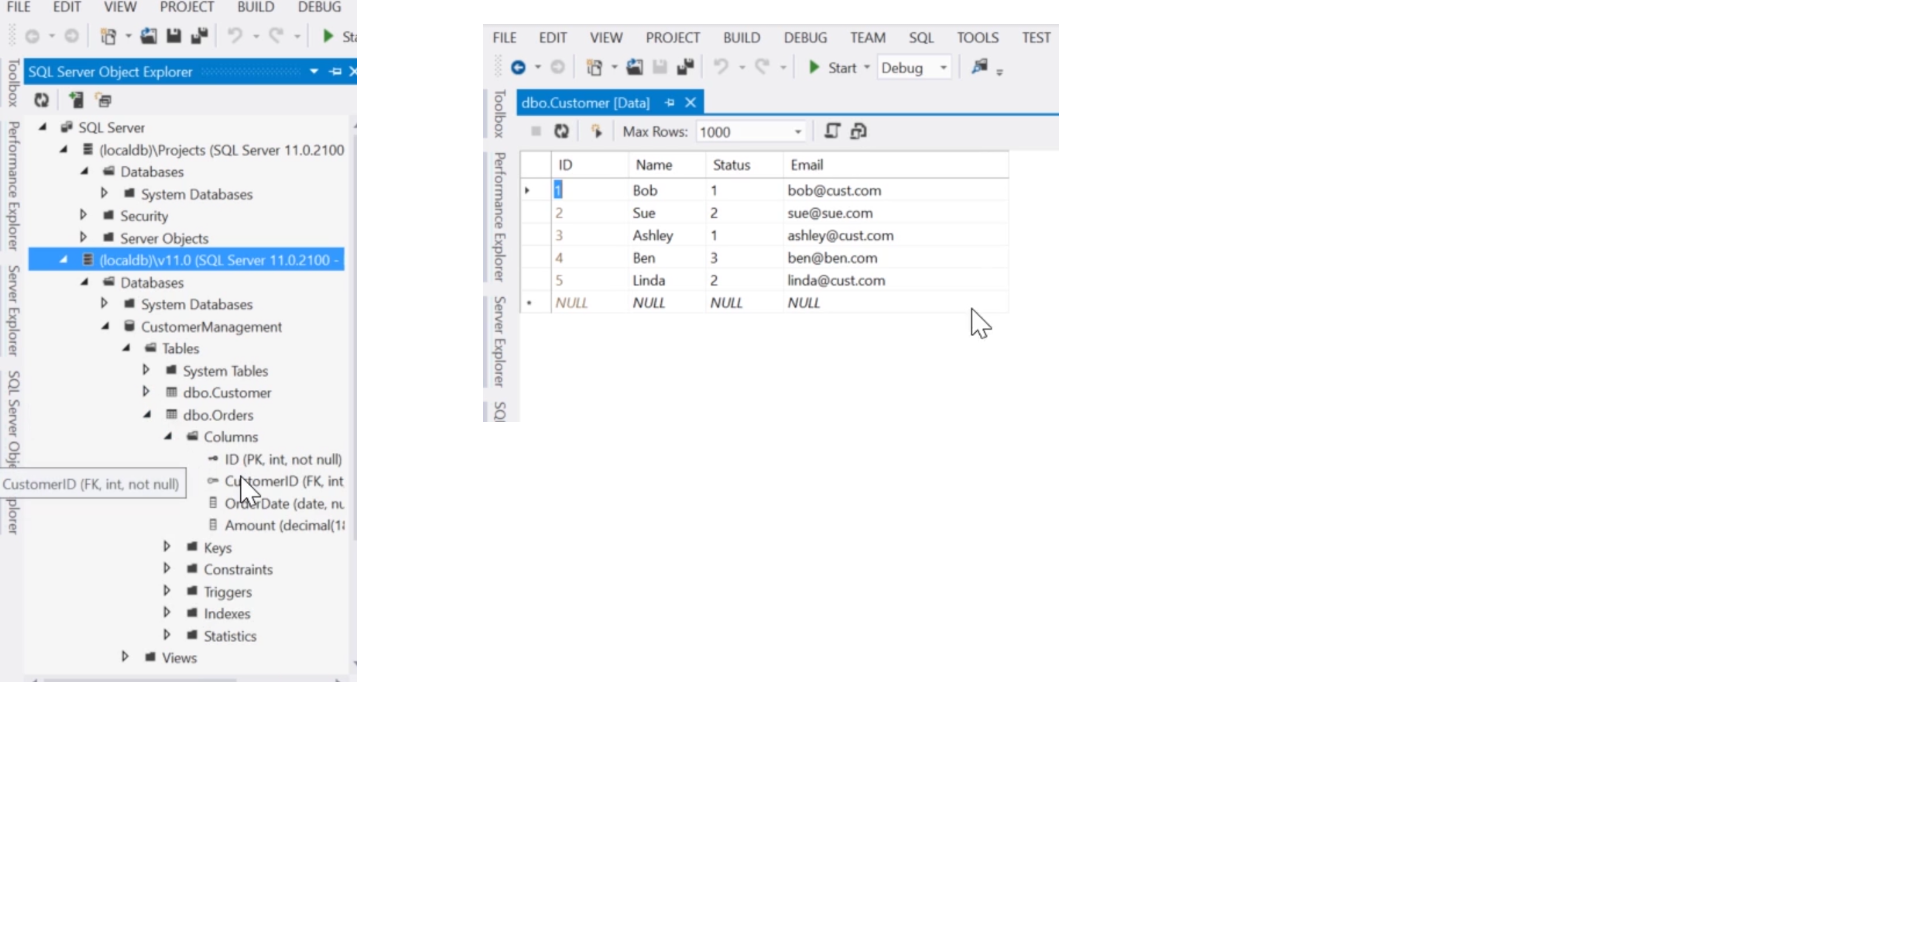 FILE EDIT VIEW PROJECT BUILD DEBUG
SQL Server Object Explorer
Toolbox
Performance Explorer
Server Explorer
SQL Server Obje
plorer
SQL Server
(localdb)\Projects (SQL Server 11.0.2100
Databases
System Databases
Security
Server Objects
(localdb)\v11.0 (SQL Server 11.0.2100 -
Databases
System Databases
CustomerManagement
Tables
System Tables
dbo.Customer
dbo.Orders
Columns
ID (PK, int, not null)
CustomerID (FK, int
CustomerID (FK, int, not null)
OrderDate (date, nu
Amount (decimal(18
Keys
Constraints
Triggers
Indexes
Statistics
Views
FILE EDIT VIEW PROJECT BUILD DEBUG TEAM SQL TOOLS TEST
Start Debug
Toolbox
Performance Explorer
Server Explorer
dbo.Customer [Data]
Max Rows: 1000
ID Name Status Email
1 Bob 1 bob@cust.com
2 Sue 2 sue@sue.com
3 Ashley 1 ashley@cust.com
4 Ben 3 ben@ben.com
5 Linda 2 linda@cust.com
NULL NULL NULL NULL